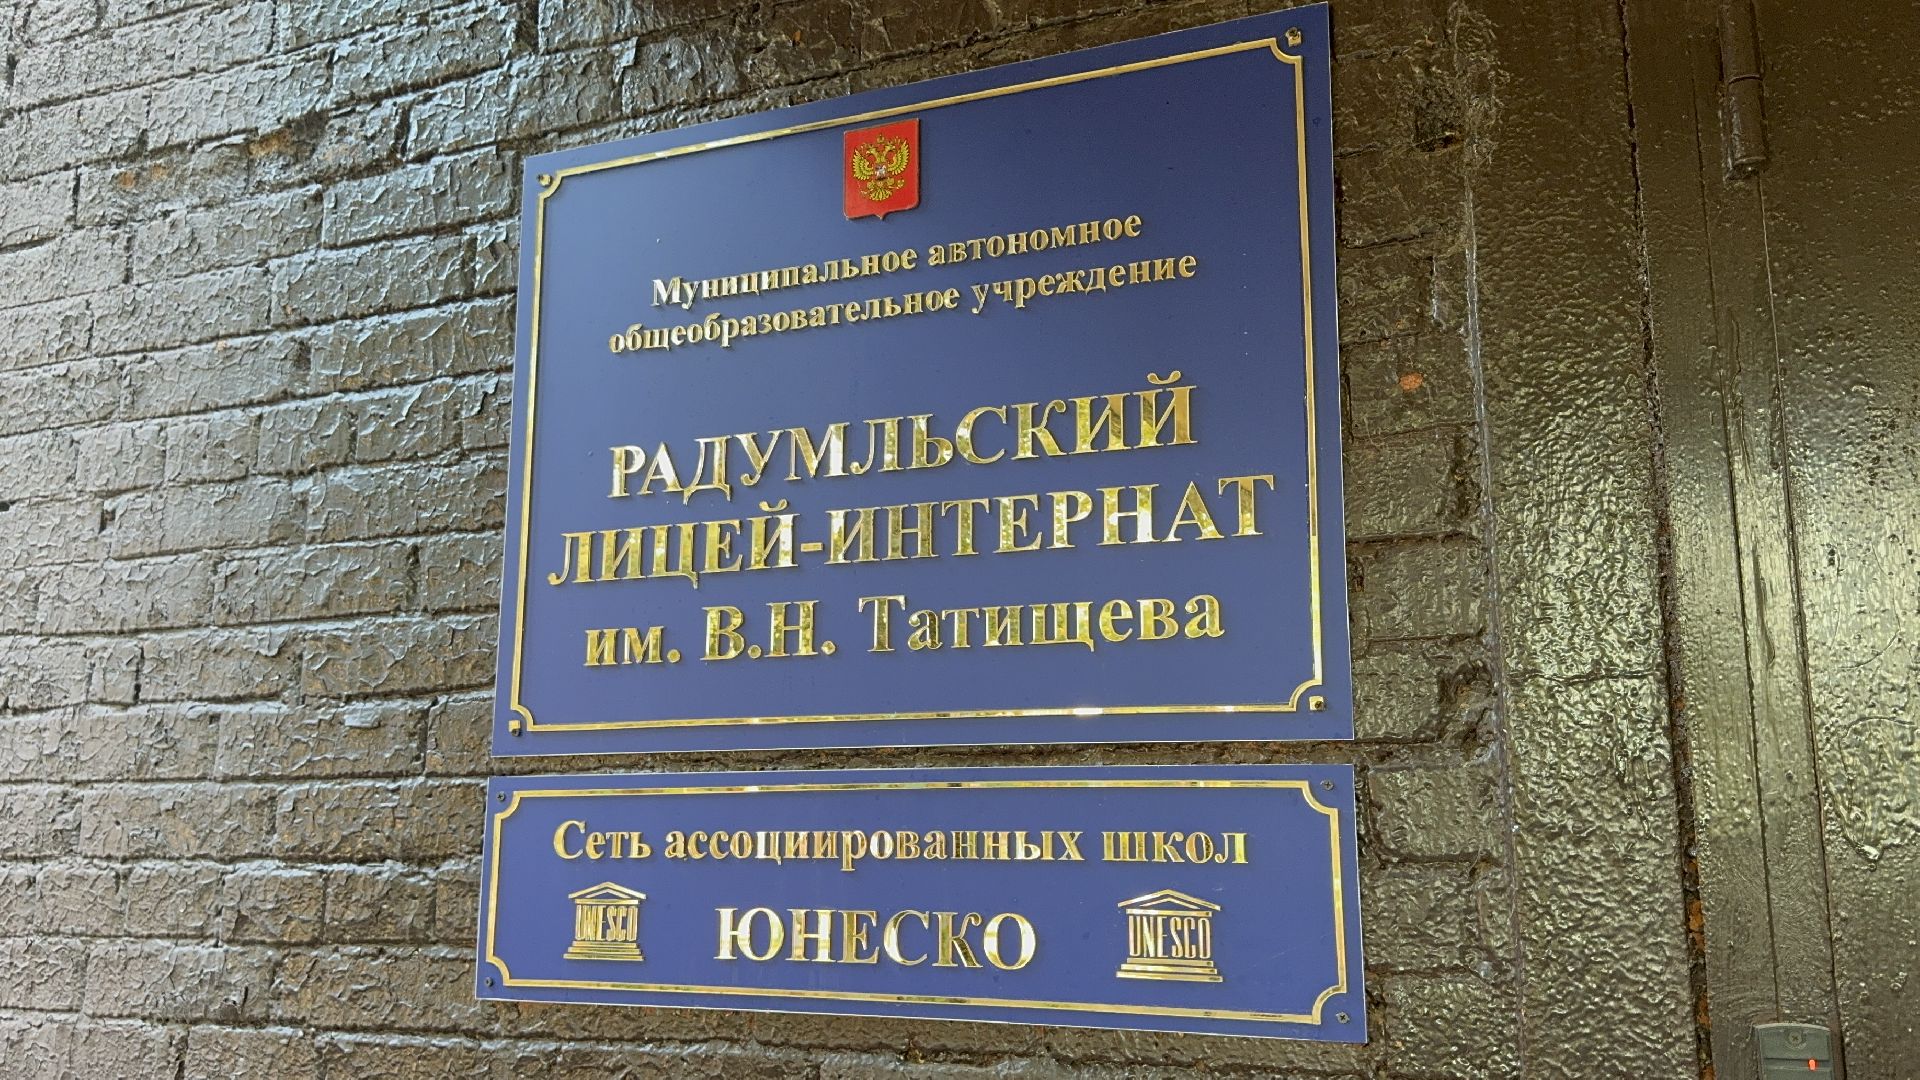 Муниципальное автономное
общеобразовательное учреждение
РАДУМЛЬСКИЙ
ЛИЦЕЙ-ИНТЕРНАТ
им. В.Н. Татищева
Сеть ассоциированных школ
UNESCO ЮНЕСКО UNESCO